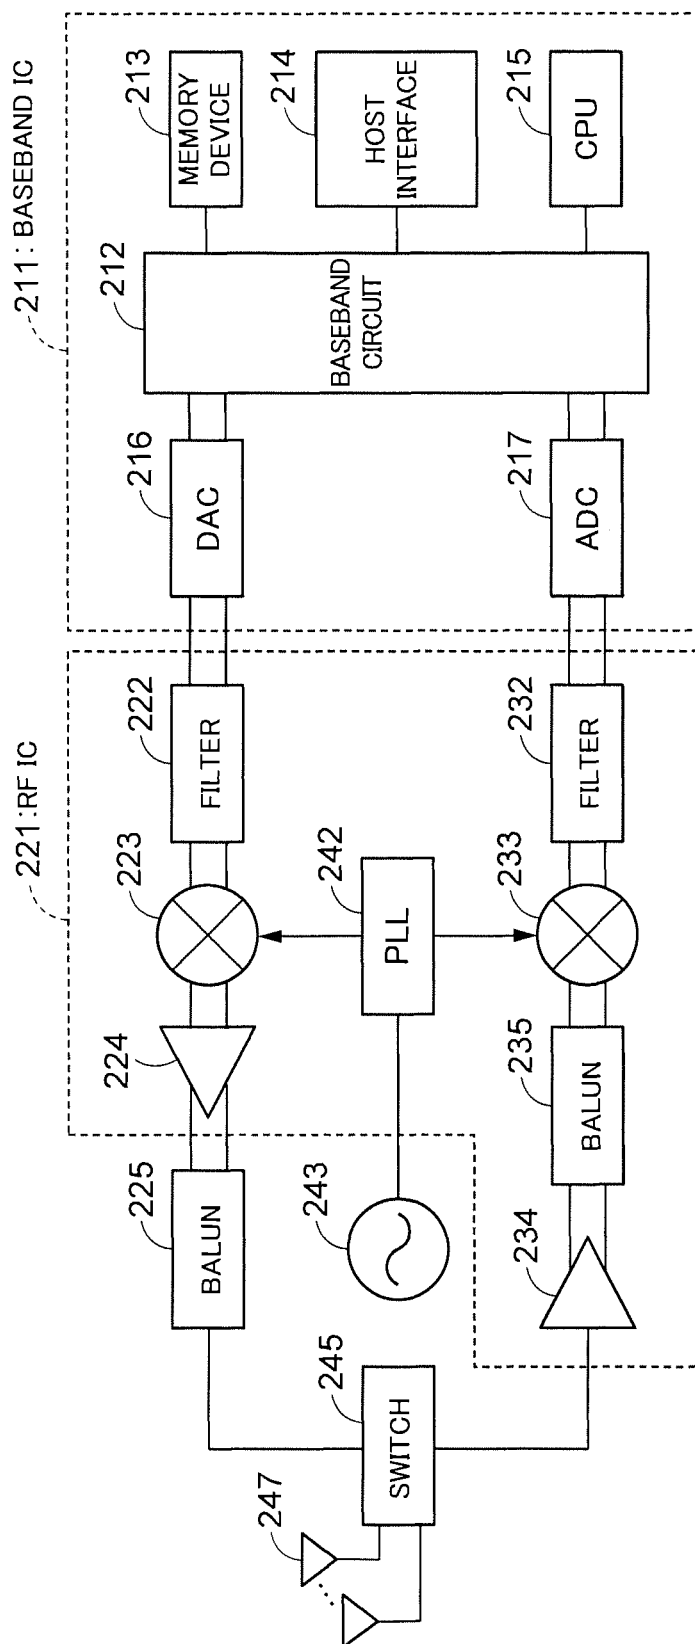 211: BASEBAND IC
213
MEMORY
DEVICE
214
HOST
INTERFACE
215
CPU
212
BASEBAND
CIRCUIT
216
DAC
217
ADC
221:RF IC
222
FILTER
232
FILTER
223
242
PLL
233
224
235
BALUN
225
BALUN
243
234
245
SWITCH
247